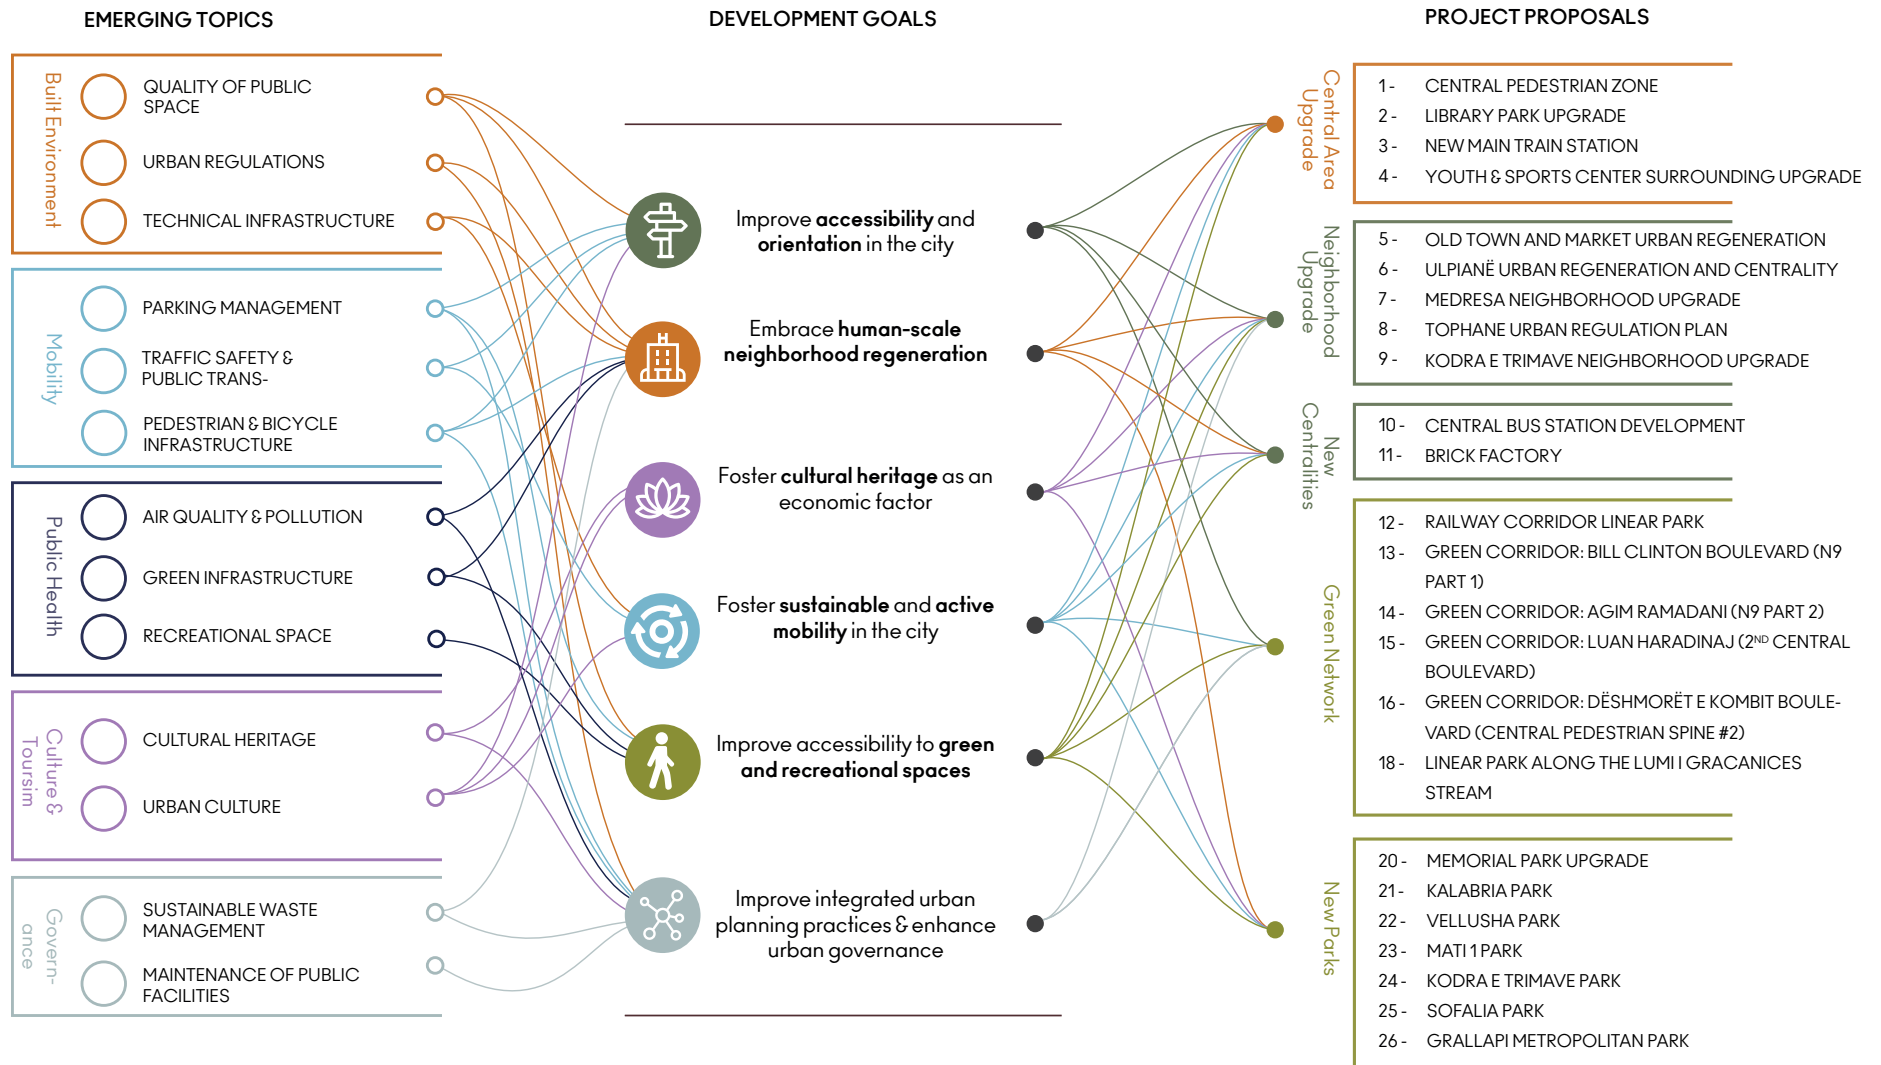 EMERGING TOPICS
Built Environment
QUALITY OF PUBLIC
SPACE
URBAN REGULATIONS
TECHNICAL INFRASTRUCTURE
Mobility
PARKING MANAGEMENT
TRAFFIC SAFETY &
PUBLIC TRANS-
PEDESTRIAN & BICYCLE
INFRASTRUCTURE
Public Health
AIR QUALITY & POLLUTION
GREEN INFRASTRUCTURE
RECREATIONAL SPACE
Culture &
Toursim
CULTURAL HERITAGE
URBAN CULTURE
Govern-
ance
SUSTAINABLE WASTE
MANAGEMENT
MAINTENANCE OF PUBLIC
FACILITIES
DEVELOPMENT GOALS
Improve accessibility and
orientation in the city
Embrace human-scale
neighborhood regeneration
Foster cultural heritage as an
economic factor
Foster sustainable and active
mobility in the city
Improve accessibility to green
and recreational spaces
Improve integrated urban
planning practices & enhance
urban governance
PROJECT PROPOSALS
Central Area
Upgrade
1 - CENTRAL PEDESTRIAN ZONE
2 - LIBRARY PARK UPGRADE
3 - NEW MAIN TRAIN STATION
4 - YOUTH & SPORTS CENTER SURROUNDING UPGRADE
Neighborhood
Upgrade
5 - OLD TOWN AND MARKET URBAN REGENERATION
6 - ULPIANË URBAN REGENERATION AND CENTRALITY
7 - MEDRESA NEIGHBORHOOD UPGRADE
8 - TOPHANE URBAN REGULATION PLAN
9 - KODRA E TRIMAVE NEIGHBORHOOD UPGRADE
New
Centralities
10 - CENTRAL BUS STATION DEVELOPMENT
11 - BRICK FACTORY
Green Network
12 - RAILWAY CORRIDOR LINEAR PARK
13 - GREEN CORRIDOR: BILL CLINTON BOULEVARD (N9
PART 1)
14 - GREEN CORRIDOR: AGIM RAMADANI (N9 PART 2)
15 - GREEN CORRIDOR: LUAN HARADINAJ (2ND CENTRAL
BOULEVARD)
16 - GREEN CORRIDOR: DËSHMORËT E KOMBIT BOULE-
VARD (CENTRAL PEDESTRIAN SPINE #2)
18 - LINEAR PARK ALONG THE LUMI I GRACANICES
STREAM
New Parks
20 - MEMORIAL PARK UPGRADE
21 - KALABRIA PARK
22 - VELLUSHA PARK
23 - MATI 1 PARK
24 - KODRA E TRIMAVE PARK
25 - SOFALIA PARK
26 - GRALLAPI METROPOLITAN PARK